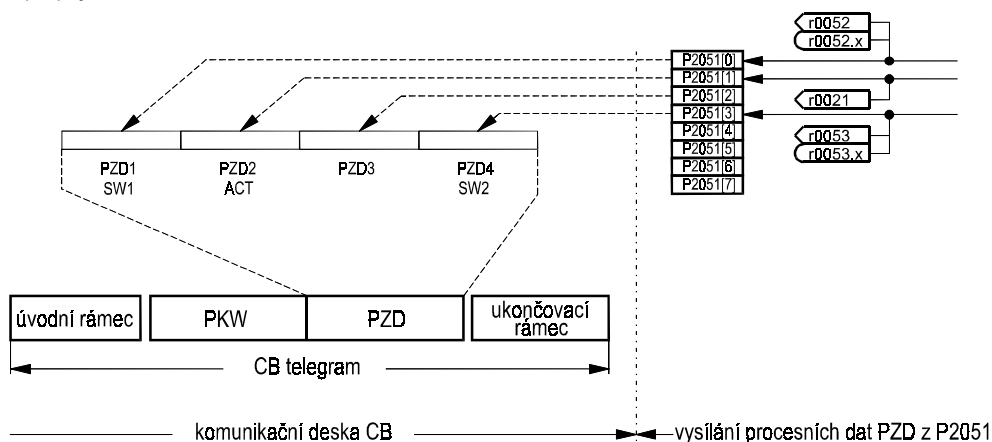 r0052
r0052.x
P2051[0]
P2051[1]
P2051[2]
r0021
P2051[3]
P2051[4]
r0053
P2051[5]
r0053.x
P2051[6]
P2051[7]
PZD1 PZD2 PZD3 PZD4
SW1 ACT SW2
úvodní rámec PKW PZD ukončovací rámec
CB telegram
komunikační deska CB vysílání procesních dat PZD z P2051